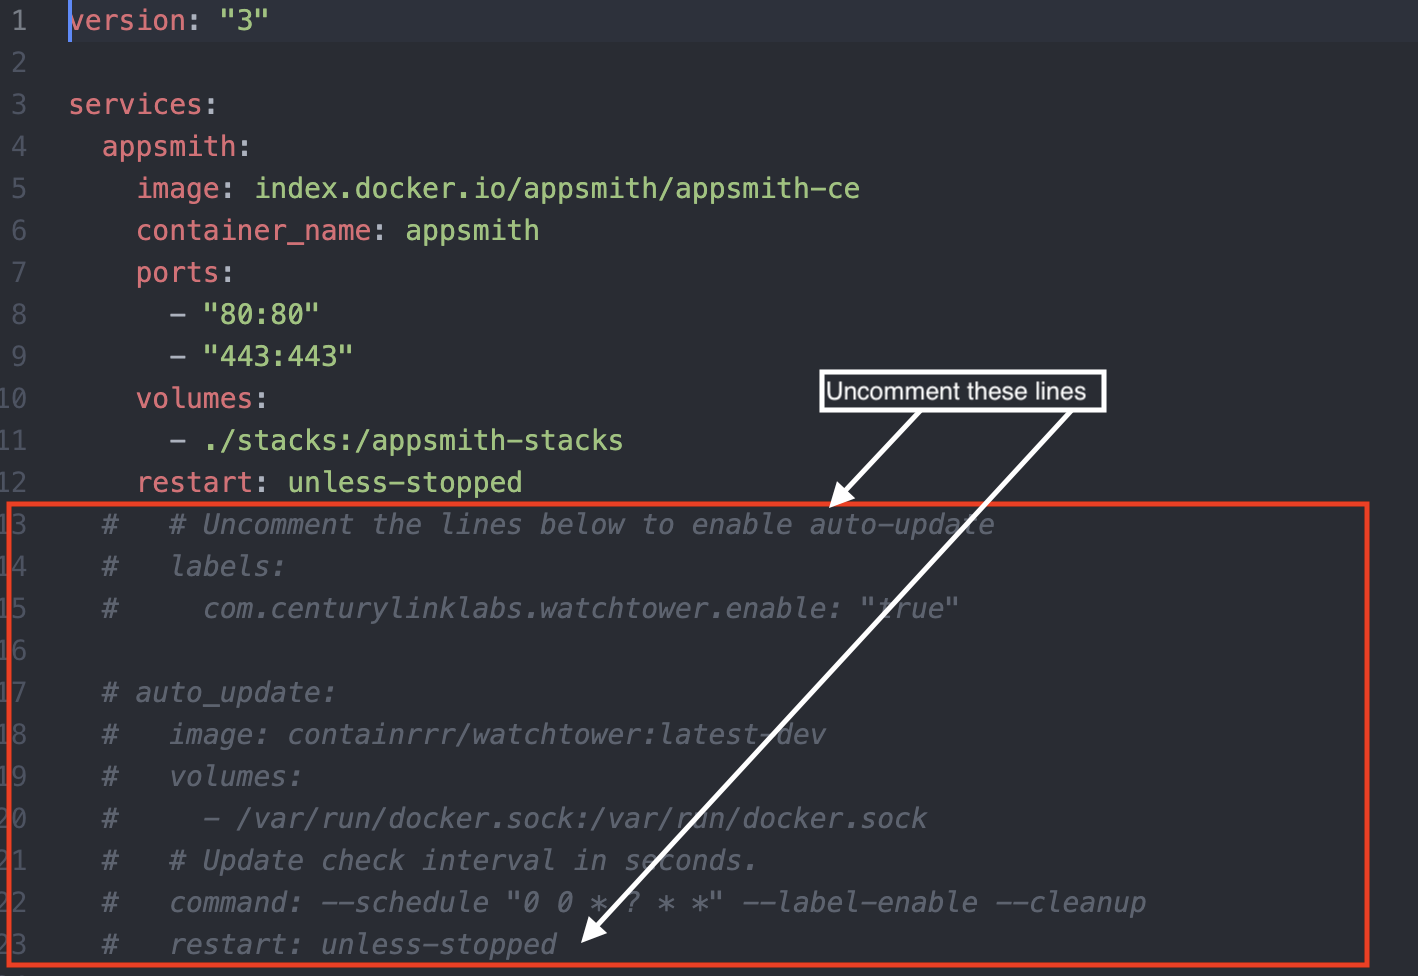 1 version: "3"
2
3 services:
4   appsmith:
5     image: index.docker.io/appsmith/appsmith-ce
6     container_name: appsmith
7     ports:
8       - "80:80"
9       - "443:443"
Uncomment these lines
10     volumes:
11       - ./stacks:/appsmith-stacks
12     restart: unless-stopped
13   #   # Uncomment the lines below to enable auto-update
14   #   labels:
15   #     com.centurylinklabs.watchtower.enable: "true"
16
17   # auto_update:
18   #   image: containrrr/watchtower:latest-dev
19   #   volumes:
20   #     - /var/run/docker.sock:/var/run/docker.sock
21   #   # Update check interval in seconds.
22   #   command: --schedule "0 0 * ? * *" --label-enable --cleanup
23   #   restart: unless-stopped